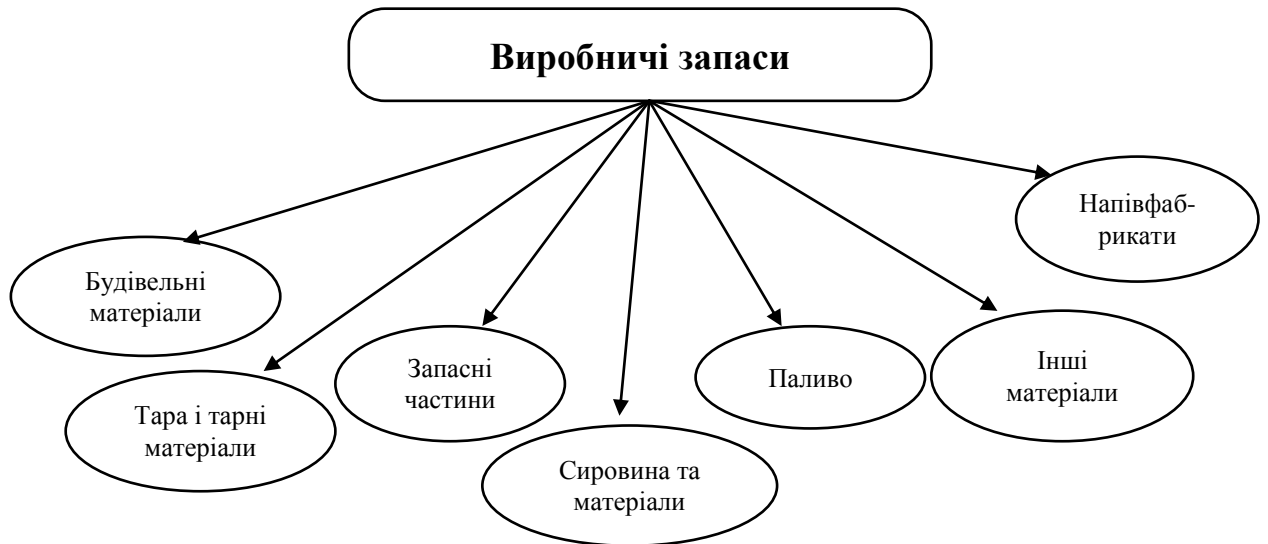 Виробничі запаси
Напівфаб-
рикати
Будівельні
матеріали
Запасні
частини
Паливо
Інші
матеріали
Тара і тарні
матеріали
Сировина та
матеріали